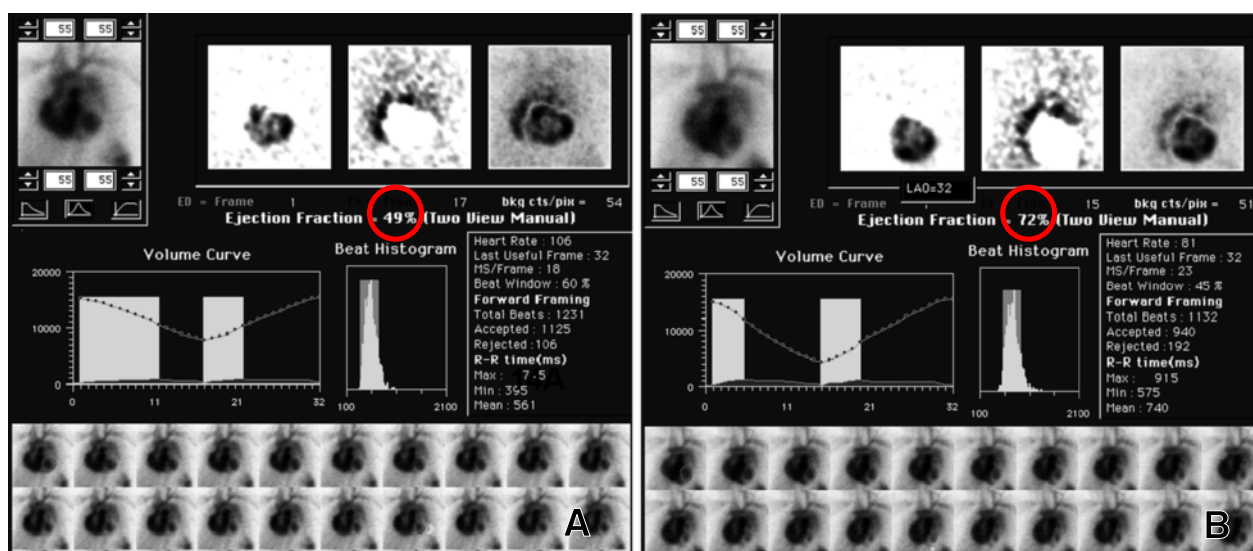 55 55
55 55
ED = Frame 1 17 bkg cts/pix = 54
Ejection Fraction = 49% (Two View Manual)
Volume Curve
20000
10000
0
0 11 21 32
Beat Histogram
100 2100
Heart Rate : 106
Last Useful Frame : 32
MS/Frame : 18
Beat Window : 60 %
Forward Framing
Total Beats : 1231
Accepted : 1125
Rejected : 106
R-R time(ms)
Max :
Min : 395
Mean : 561
A
55 55
55 55
LAO=32
ED = Frame 15 bkg cts/pix = 51
Ejection Fraction = 72% (Two View Manual)
Volume Curve
20000
10000
0
0 11 21 32
Beat Histogram
100 2100
Heart Rate : 81
Last Useful Frame : 32
MS/Frame : 23
Beat Window : 45 %
Forward Framing
Total Beats : 1132
Accepted : 940
Rejected : 192
R-R time(ms)
Max : 915
Min : 575
Mean : 740
B